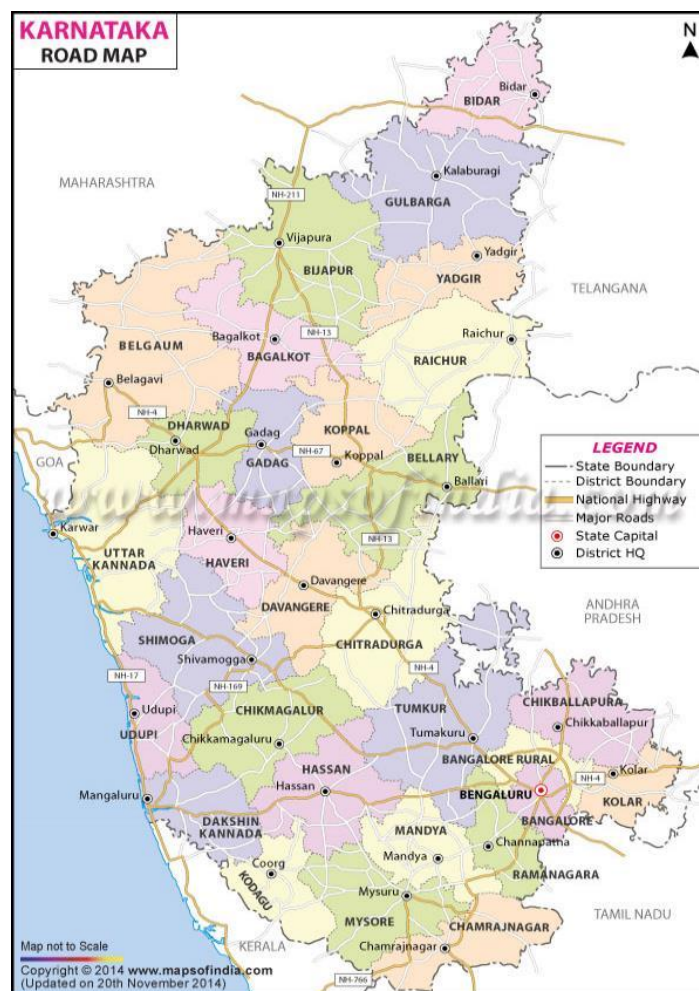 KARNATAKA
ROAD MAP
N
Bidar
BIDAR
MAHARASHTRA
Kalaburagi
NH-211
GULBARGA
Vijapura
Yadgir
BIJAPUR
YADGIR
TELANGANA
NH-13
Bagalkot
Raichur
BELGAUM
BAGALKOT
RAICHUR
Belagavi
NH-4
DHARWAD
KOPPAL
Dharwad
Gadag
GADAG
NH-67
Koppal
BELLARY
GOA
Ballari
LEGEND
State Boundary
District Boundary
National Highway
Major Roads
State Capital
District HQ
www.mapsofindia.com
Karwar
Haveri
NH-13
UTTAR
KANNADA
HAVERI
Davangere
DAVANGERE
Chitradurga
ANDHRA
PRADESH
SHIMOGA
CHITRADURGA
Shivamogga
NH-4
NH-17
NH-169
CHIKMAGALUR
TUMKUR
CHIKBALLAPURA
Udupi
UDUPI
Chikkaballapur
Chikkamagaluru
Tumakuru
HASSAN
BANGALORE RURAL
NH-4
Kolar
Mangaluru
Hassan
BENGALURU
KOLAR
DAKSHIN
KANNADA
BANGALORE
MANDYA
Channapatna
Mandya
Coorg
RAMANAGARA
KODAGU
Mysuru
MYSORE
CHAMRAJNAGAR
TAMIL NADU
KERALA
Chamrajnagar
NH-766
Map not to Scale
Copyright © 2014 www.mapsofindia.com
(Updated on 20th November 2014)